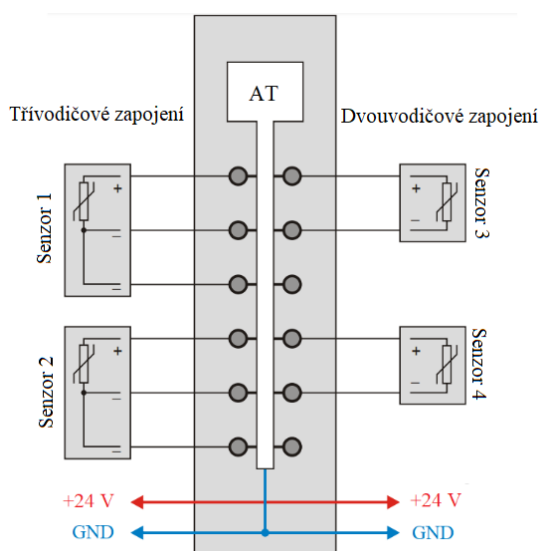 AT
Třívodičové zapojení
Dvouvodičové zapojení
Senzor 1
+
–
–
Senzor 3
+
–
Senzor 2
+
–
–
Senzor 4
+
–
+24 V
+24 V
GND
GND